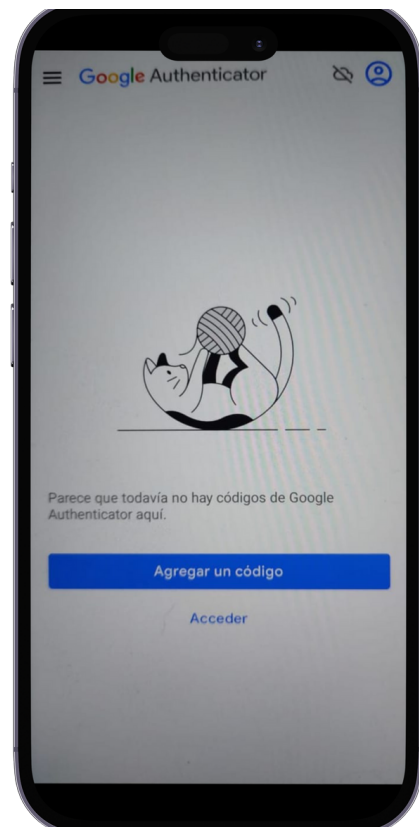 Google Authenticator
Parece que todavía no hay códigos de Google
Authenticator aquí.
Agregar un código
Acceder